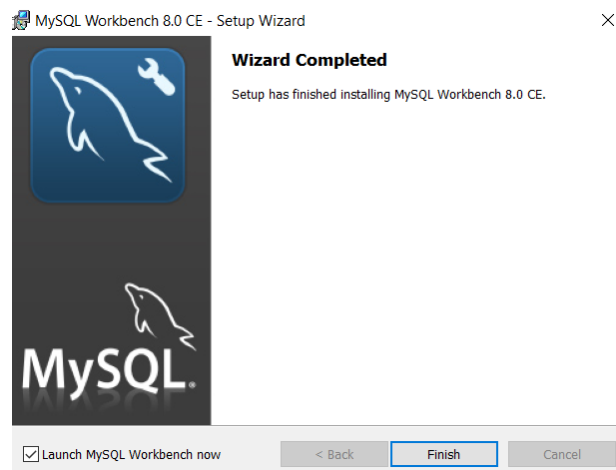 MySQL Workbench 8.0 CE - Setup Wizard
Wizard Completed
Setup has finished installing MySQL Workbench 8.0 CE.
MySQL.
Launch MySQL Workbench now
< Back
Finish
Cancel